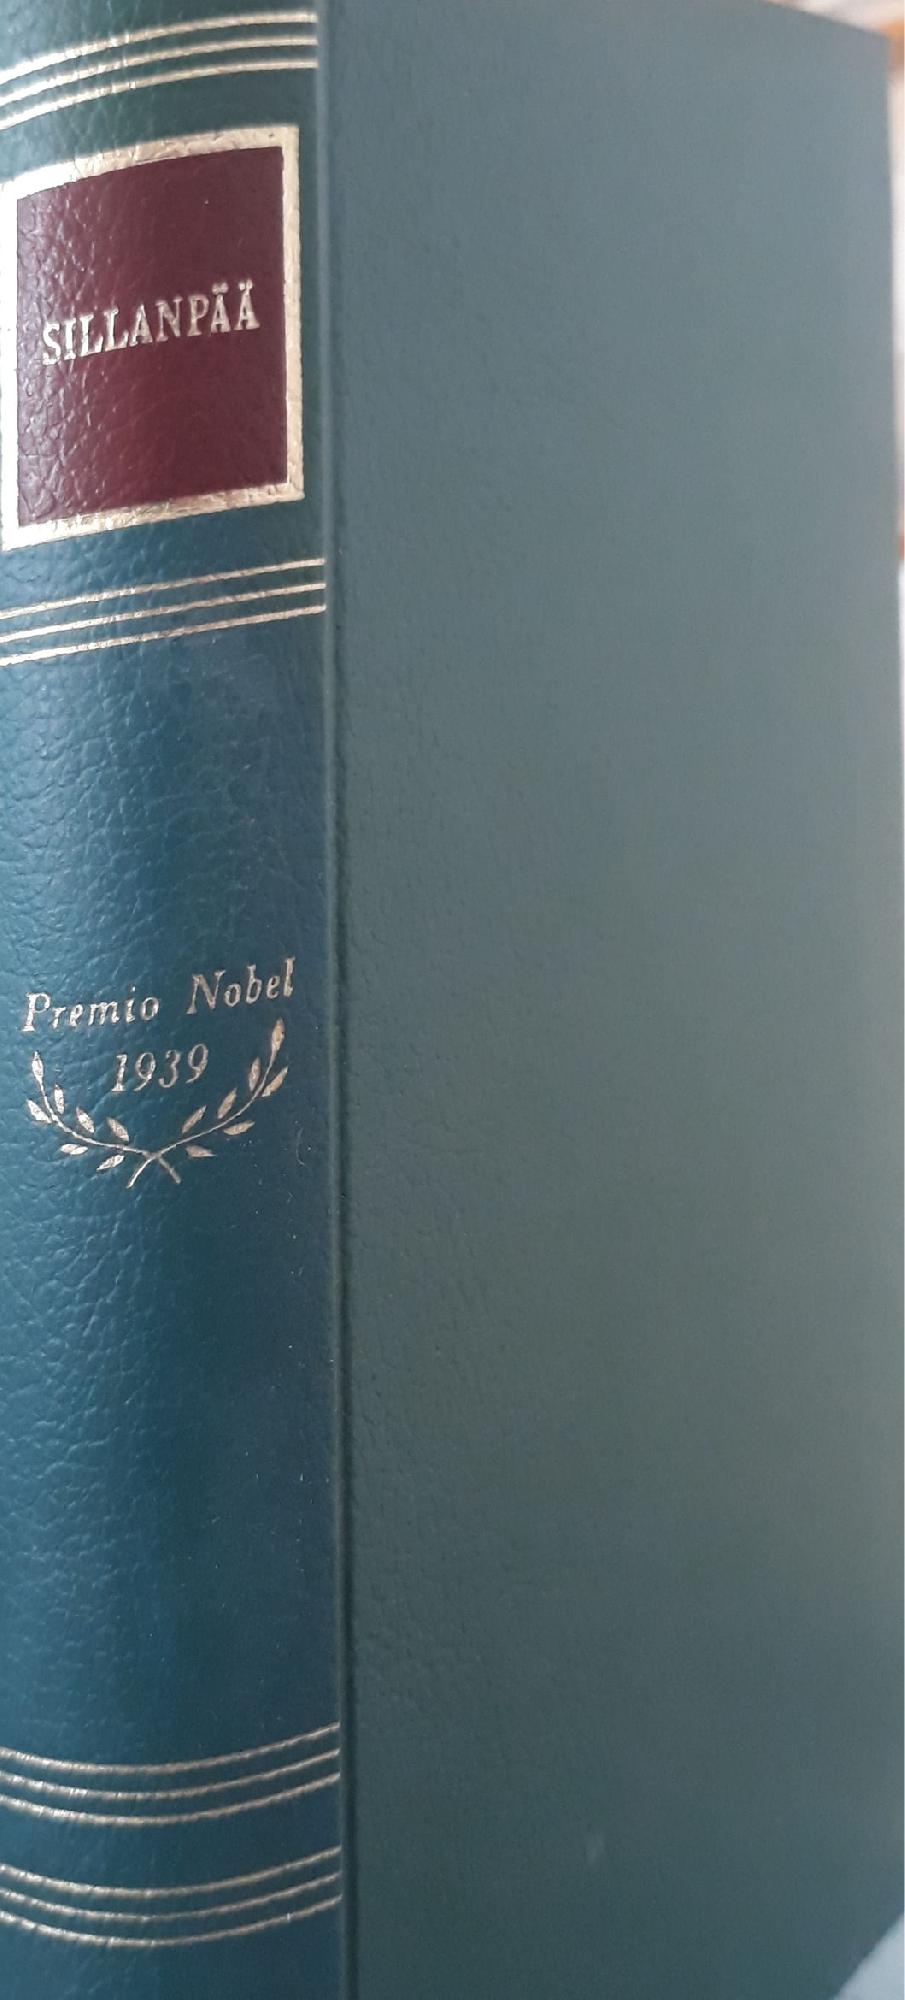 SILLANPÄÄ
Premio Nobel
1939